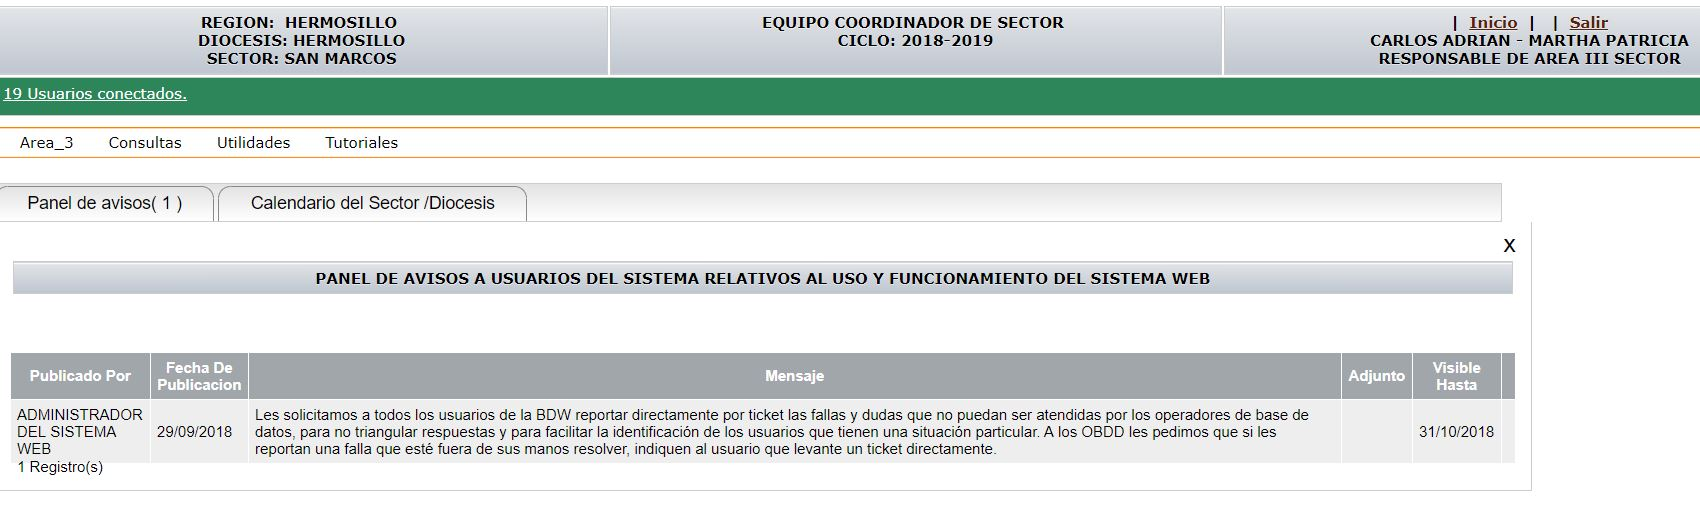 REGION:  HERMOSILLO
DIOCESIS: HERMOSILLO
SECTOR: SAN MARCOS
EQUIPO COORDINADOR DE SECTOR
CICLO: 2018-2019
| Inicio |  | Salir
CARLOS ADRIAN - MARTHA PATRICIA
RESPONSABLE DE AREA III SECTOR
19 Usuarios conectados.
Area_3 Consultas Utilidades Tutoriales
Panel de avisos( 1 ) Calendario del Sector /Diocesis
X
PANEL DE AVISOS A USUARIOS DEL SISTEMA RELATIVOS AL USO Y FUNCIONAMIENTO DEL SISTEMA WEB
Publicado Por
Fecha De
Publicacion
Mensaje
Adjunto
Visible
Hasta
ADMINISTRADOR
DEL SISTEMA
WEB
29/09/2018
Les solicitamos a todos los usuarios de la BDW reportar directamente por ticket las fallas y dudas que no puedan ser atendidas por los operadores de base de
datos, para no triangular respuestas y para facilitar la identificación de los usuarios que tienen una situación particular. A los OBDD les pedimos que si les
reportan una falla que esté fuera de sus manos resolver, indiquen al usuario que levante un ticket directamente.
31/10/2018
1 Registro(s)